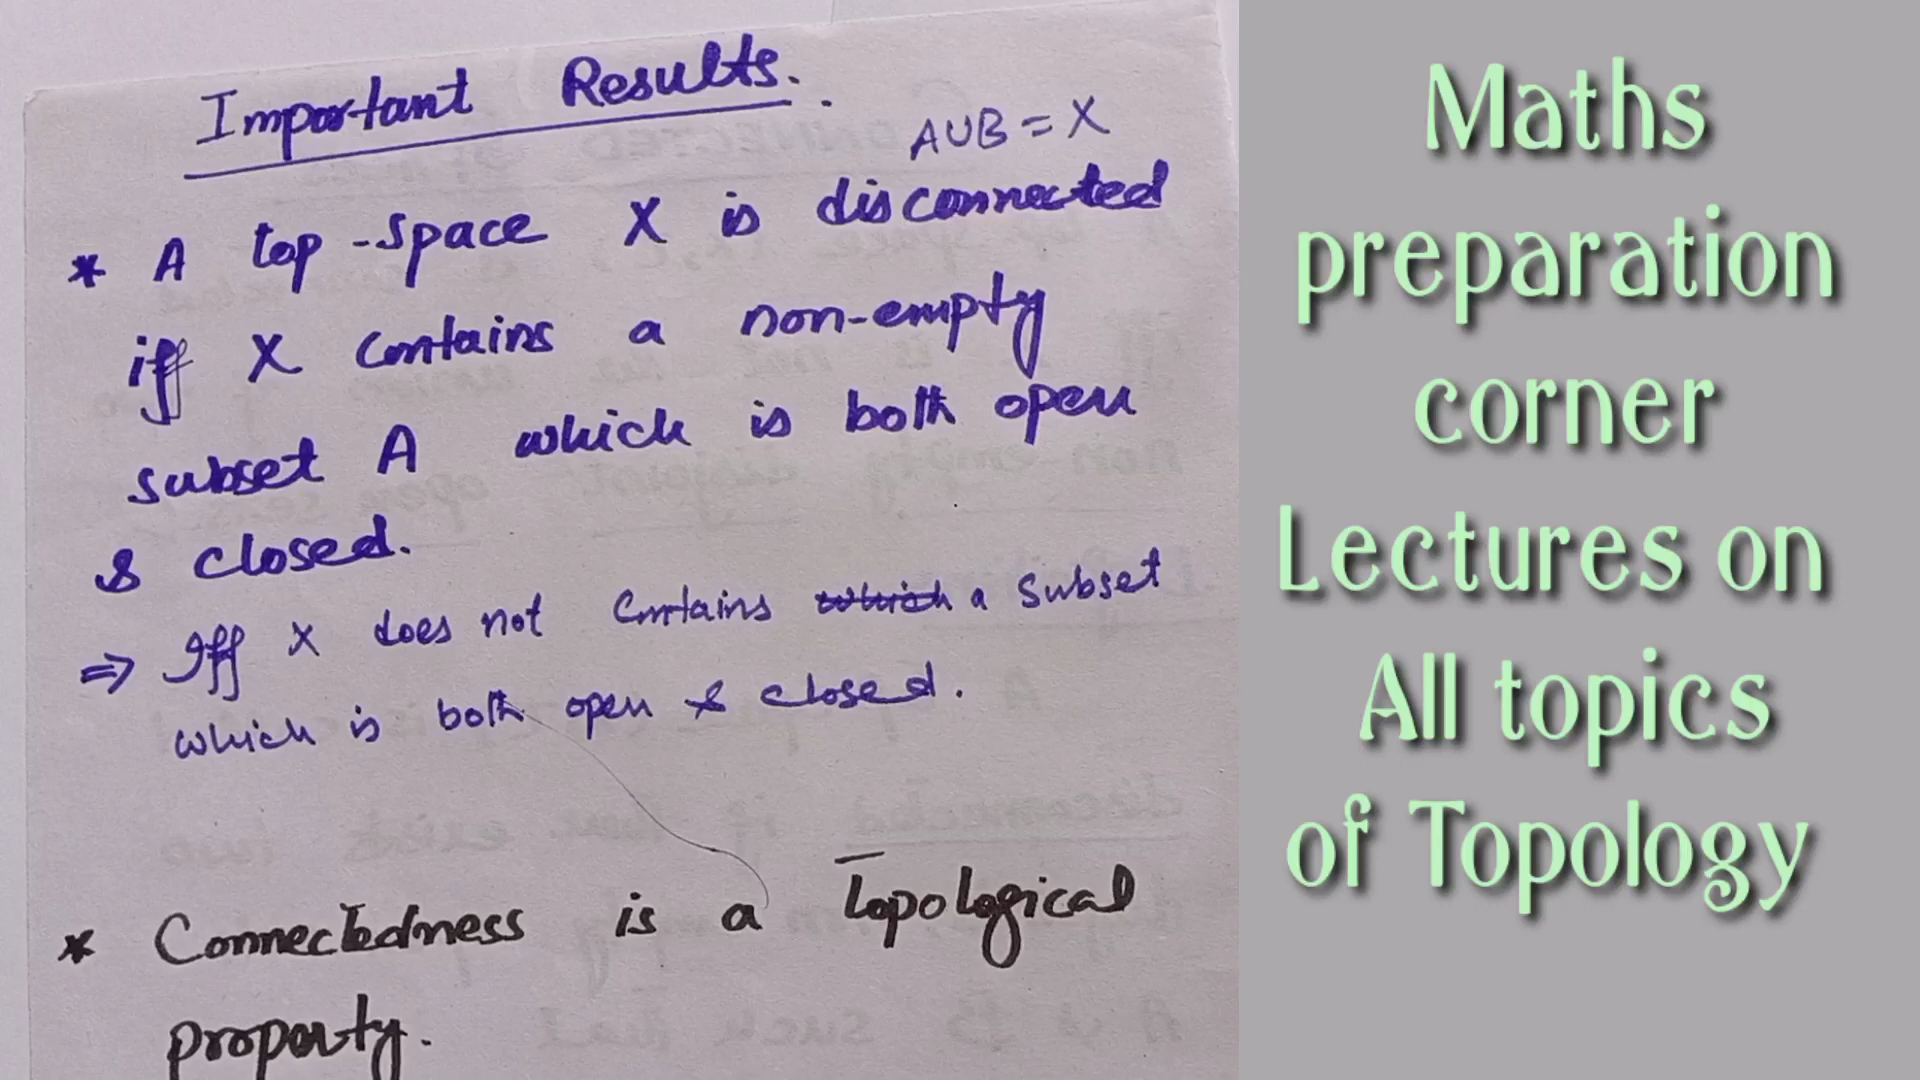 Important Results.
AUB = X
* A top-space X is disconnected
iff X contains a non-empty
subset A which is both open
& closed.
⇒ Iff X does not contains which a subset
which is both open & closed.
* Connectedness is a Topological
property.
Maths
preparation
corner
Lectures on
All topics
of Topology